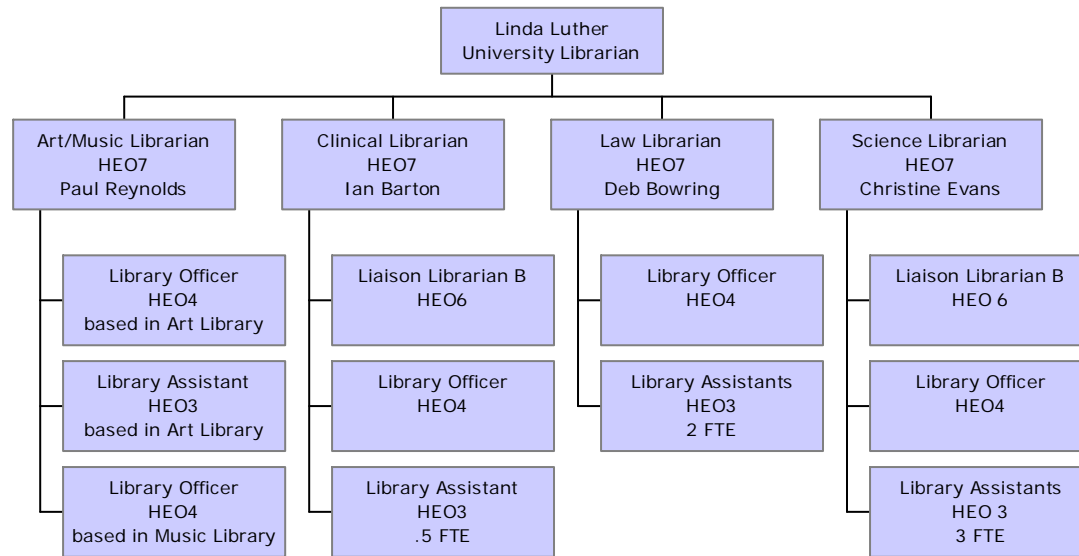 Linda Luther
University Librarian
Art/Music Librarian
HEO7
Paul Reynolds
Clinical Librarian
HEO7
Ian Barton
Law Librarian
HEO7
Deb Bowring
Science Librarian
HEO7
Christine Evans
Library Officer
HEO4
based in Art Library
Liaison Librarian B
HEO6
Library Officer
HEO4
Liaison Librarian B
HEO 6
Library Assistant
HEO3
based in Art Library
Library Officer
HEO4
Library Assistants
HEO3
2 FTE
Library Officer
HEO4
Library Officer
HEO4
based in Music Library
Library Assistant
HEO3
.5 FTE
Library Assistants
HEO 3
3 FTE